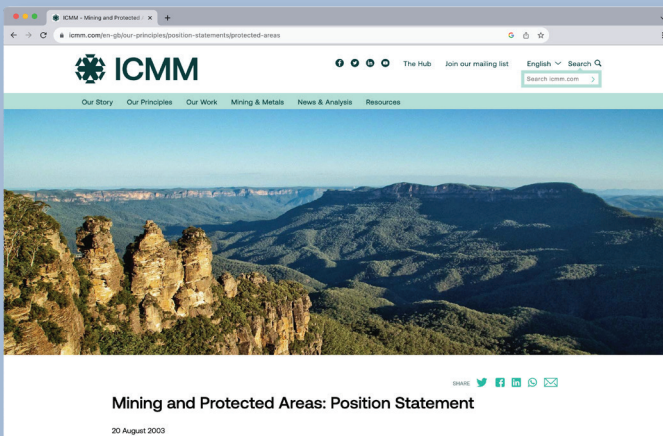 ICMM - Mining and Protected
icmm.com/en-gb/our-principles/position-statements/protected-areas
ICMM
The Hub Join our mailing list English Search
Search icmm.com
Our Story Our Principles Our Work Mining & Metals News & Analysis Resources
SHARE
Mining and Protected Areas: Position Statement
20 August 2003